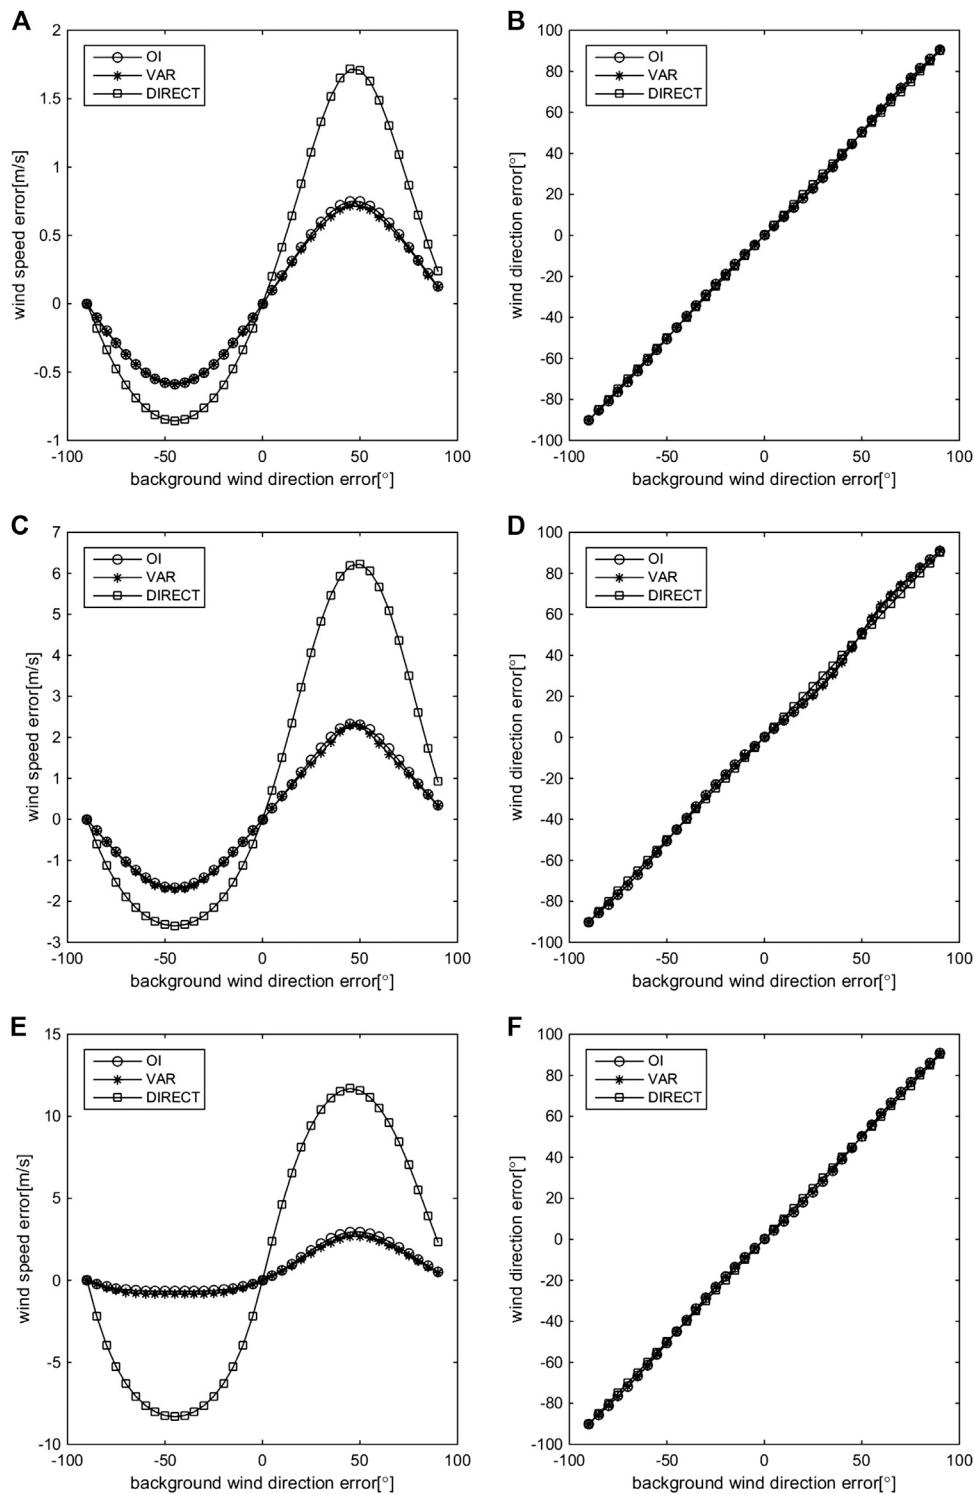 A
2
1.5
1
0.5
0
-0.5
-1
-100
-50
0
50
100
wind speed error[m/s]
background wind direction error[°]
OI
VAR
DIRECT
B
100
80
60
40
20
0
-20
-40
-60
-80
-100
-100
-50
0
50
100
wind direction error[°]
background wind direction error[°]
OI
VAR
DIRECT
C
7
6
5
4
3
2
1
0
-1
-2
-3
-100
-50
0
50
100
wind speed error[m/s]
background wind direction error[°]
OI
VAR
DIRECT
D
100
80
60
40
20
0
-20
-40
-60
-80
-100
-100
-50
0
50
100
wind direction error[°]
background wind direction error[°]
OI
VAR
DIRECT
E
15
10
5
0
-5
-10
-100
-50
0
50
100
wind speed error[m/s]
background wind direction error[°]
OI
VAR
DIRECT
F
100
80
60
40
20
0
-20
-40
-60
-80
-100
-100
-50
0
50
100
wind direction error[°]
background wind direction error[°]
OI
VAR
DIRECT